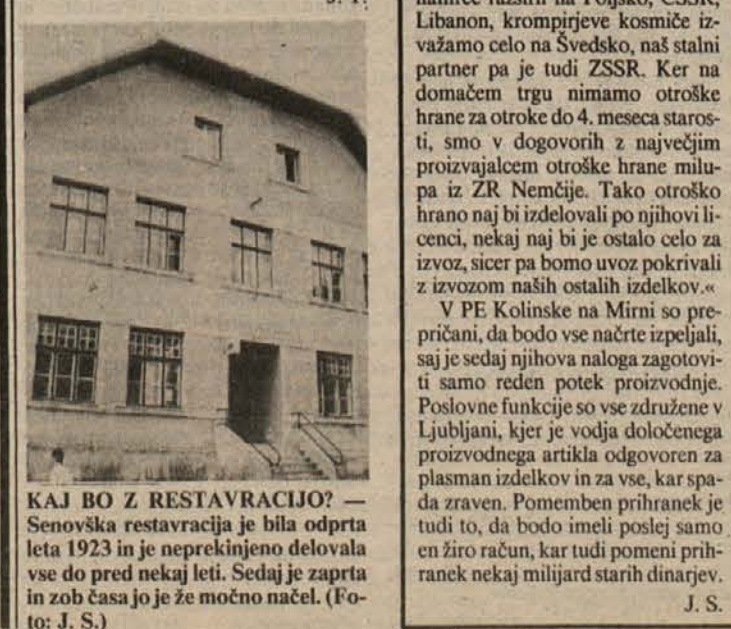 KAJ BO Z RESTAVRACIJO? —
Senovška restavracija je bila odprta
leta 1923 in je neprekinjeno delovala
vse do pred nekaj leti. Sedaj je zaprta
in zob časa jo je že močno načel. (Fo-
to: J. S.)
Libanon, krompirjeve kosmiče iz-
važamo celo na Švedsko, naš stalni
partner pa je tudi ZSSR. Ker na
domačem trgu nimamo otroške
hrane za otroke do 4. meseca staros-
ti, smo v dogovorih z največjim
proizvajalcem otroške hrane milu-
pa iz ZR Nemčije. Tako otroško
hrano naj bi izdelovali po njihovi li-
cenci, nekaj naj bi je ostalo celo za
izvoz, sicer pa bomo uvoz pokrivali
z izvozom naših ostalih izdelkov.«
V PE Kolinske na Mirni so pre-
pričani, da bodo vse načrte izpeljali,
saj je sedaj njihova naloga zagotovi-
ti samo reden potek proizvodnje.
Poslovne funkcije so vse združene v
Ljubljani, kjer je vodja določenega
proizvodnega artikla odgovoren za
plasman izdelkov in za vse, kar spa-
da zraven. Pomemben prihranek je
tudi to, da bodo imeli poslej samo
en žiro račun, kar tudi pomeni prih-
ranek nekaj milijard starih dinarjev.
J. S.